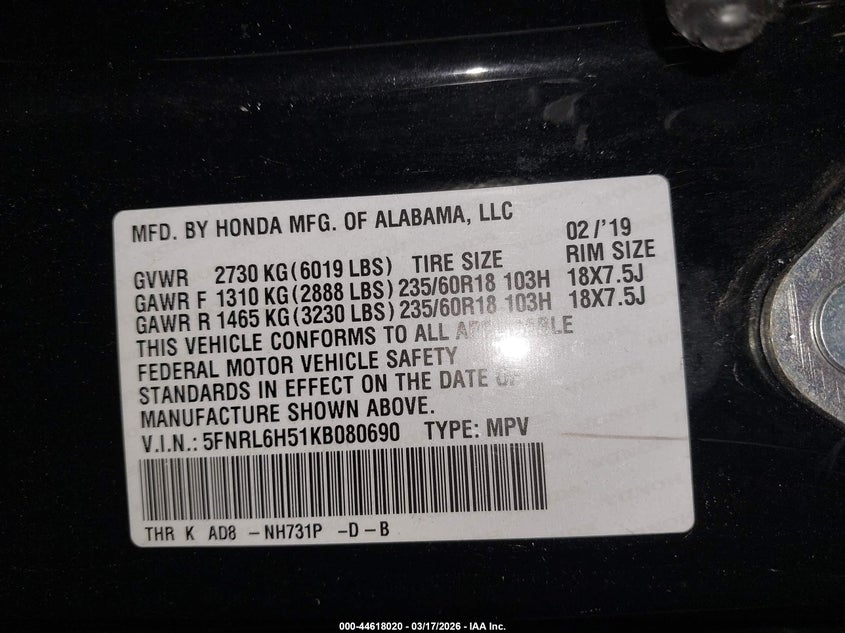 MFD. BY HONDA MFG. OF ALABAMA, LLC 02/'19
GVWR 2730 KG(6019 LBS) TIRE SIZE RIM SIZE
GAWR F 1310 KG(2888 LBS) 235/60R18 103H 18X7.5J
GAWR R 1465 KG(3230 LBS) 235/60R18 103H 18X7.5J
THIS VEHICLE CONFORMS TO ALL APPLICABLE
FEDERAL MOTOR VEHICLE SAFETY
STANDARDS IN EFFECT ON THE DATE OF
MANUFACTURE SHOWN ABOVE.
V.I.N.: 5FNRL6H51KB080690 TYPE: MPV
THR K AD8 -NH731P -D-B
000-44618020 - 03/17/2026 - IAA Inc.